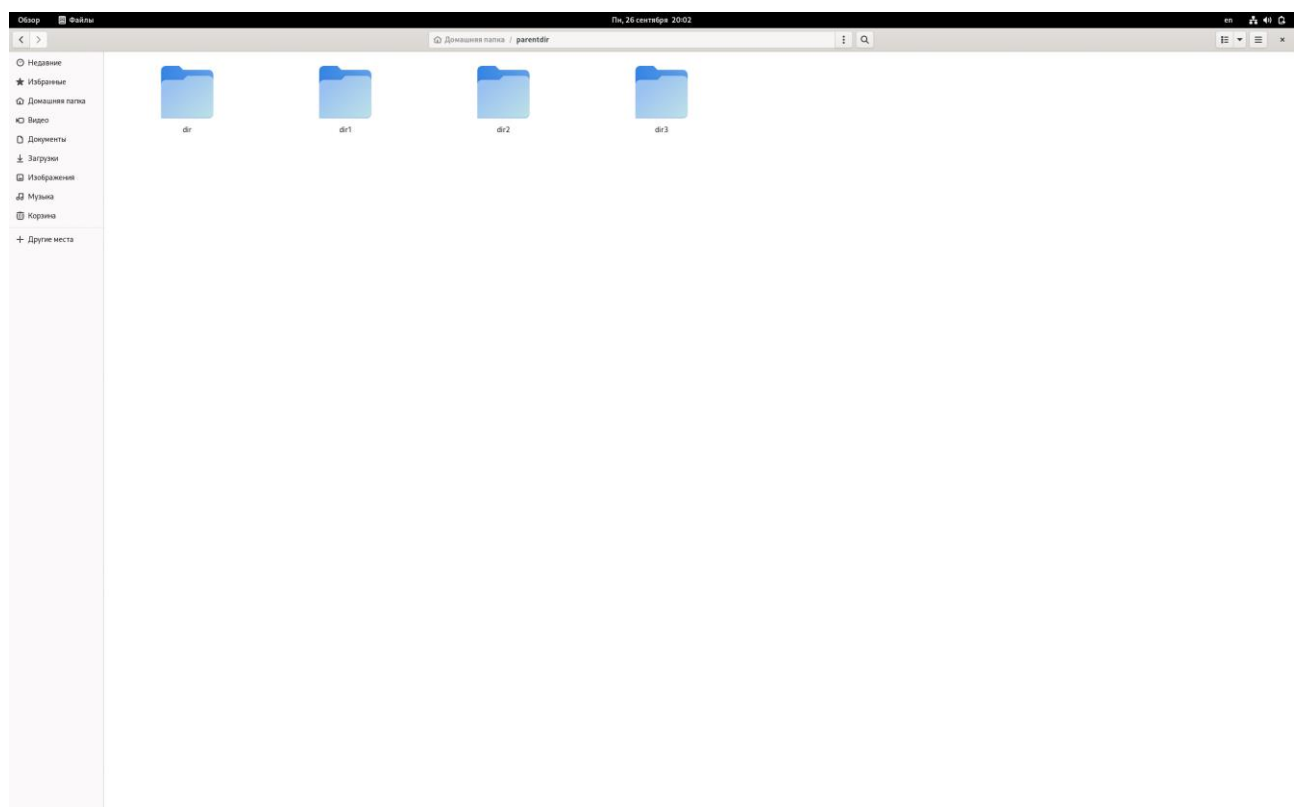 Обзор Файлы Пн, 26 сентября 20:02 en
Домашняя папка / parentdir
Недавние
Избранные
Домашняя папка
Видео
Документы
Загрузки
Изображения
Музыка
Корзина
Другие места
dir dir1 dir2 dir3